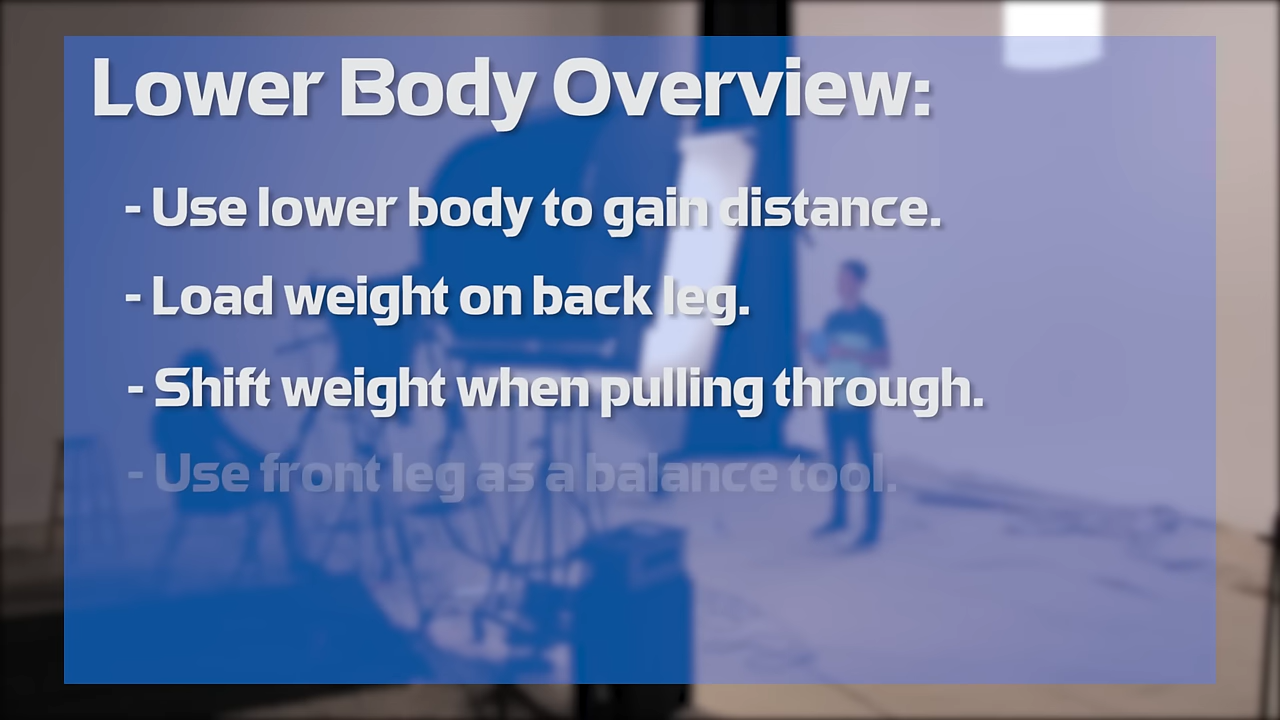 Lower Body Overview:
- Use lower body to gain distance.
- Load weight on back leg.
- Shift weight when pulling through.
- Use front leg as a balance tool.